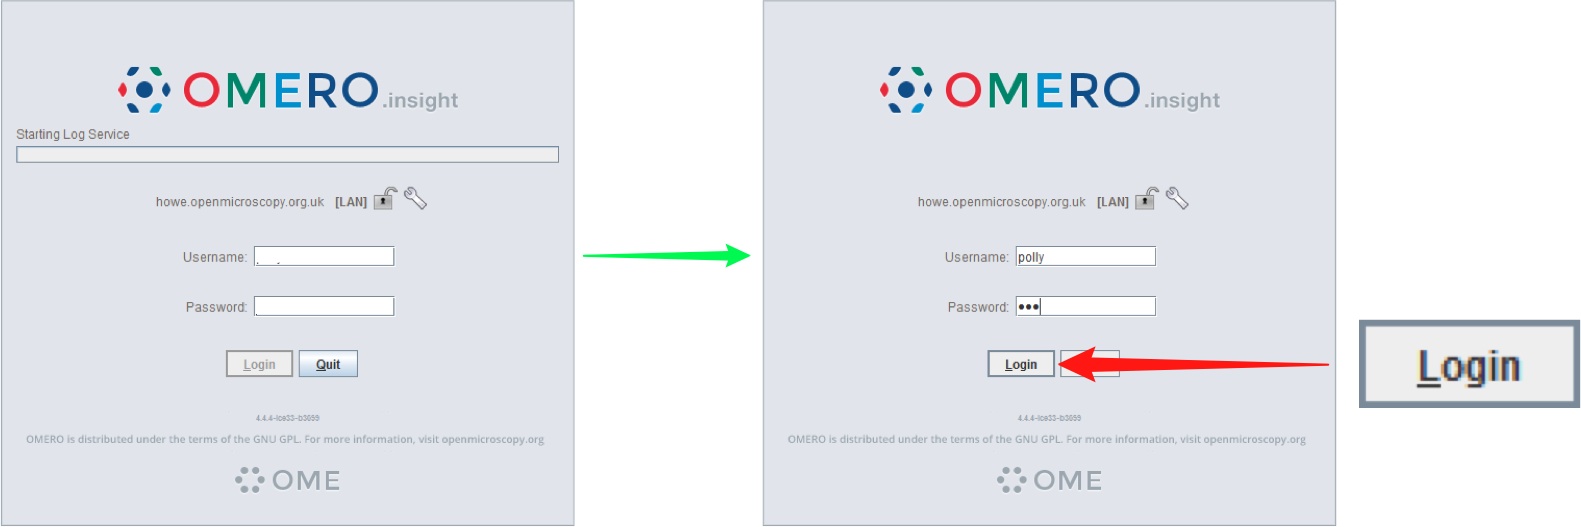 OMERO.insight
Starting Log Service
howe.openmicroscopy.org.uk [LAN]
Username:
Password:
Login Quit
4.4.4-ice33-b3699
OMERO is distributed under the terms of the GNU GPL. For more information, visit openmicroscopy.org
OME
OMERO.insight
howe.openmicroscopy.org.uk [LAN]
Username: polly
Password: •••
Login
4.4.4-ice33-b3699
OMERO is distributed under the terms of the GNU GPL. For more information, visit openmicroscopy.org
OME
Login